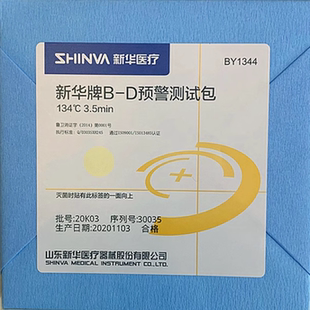 SHINVA 新华医疗
BY1344
新华牌B-D预警测试包
134℃ 3.5min
灭菌时贴有此标签的一面向上
批号:20K03 序列号:30035
生产日期:20201103 合格
山东新华医疗器械股份有限公司
SHINVA MEDICAL INSTRUMENT CO.,LTD.